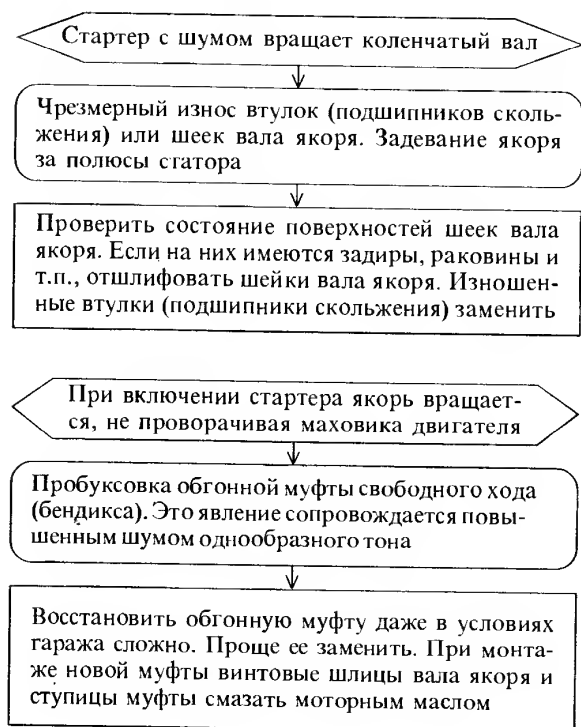 Стартер с шумом вращает коленчатый вал
Чрезмерный износ втулок (подшипников сколь-
жения) или шеек вала якоря. Задевание якоря
за полюсы статора
Проверить состояние поверхностей шеек вала
якоря. Если на них имеются задиры, раковины и
т.п., отшлифовать шейки вала якоря. Изношен-
ные втулки (подшипники скольжения) заменить
При включении стартера якорь вращает-
ся, не проворачивая маховика двигателя
Пробуксовка обгонной муфты свободного хода
(бендикса). Это явление сопровождается повы-
шенным шумом однообразного тона
Восстановить обгонную муфту даже в условиях
гаража сложно. Проще ее заменить. При монта-
же новой муфты винтовые шлицы вала якоря и
ступицы муфты смазать моторным маслом